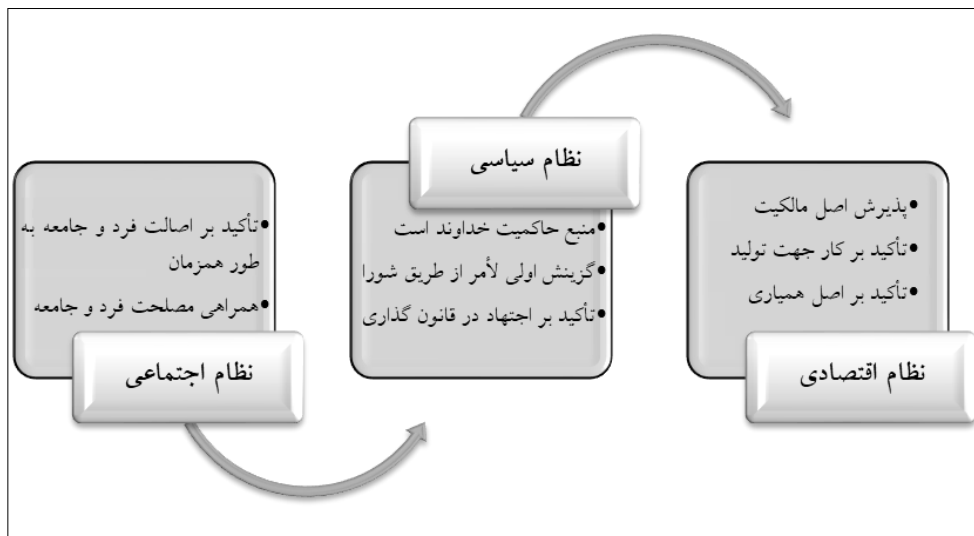 •پذیرش اصل مالکیت
•تأکید بر کار جهت تولید
•تأکید بر اصل همیاری
نظام اقتصادی
نظام سیاسی
•منبع حاکمیت خداوند است
•گزینش اولی لأمر از طریق شورا
•تأکید بر اجتهاد در قانون گذاری
•تأکید بر اصالت فرد و جامعه به
طور همزمان
•همراهی مصلحت فرد و جامعه
نظام اجتماعی